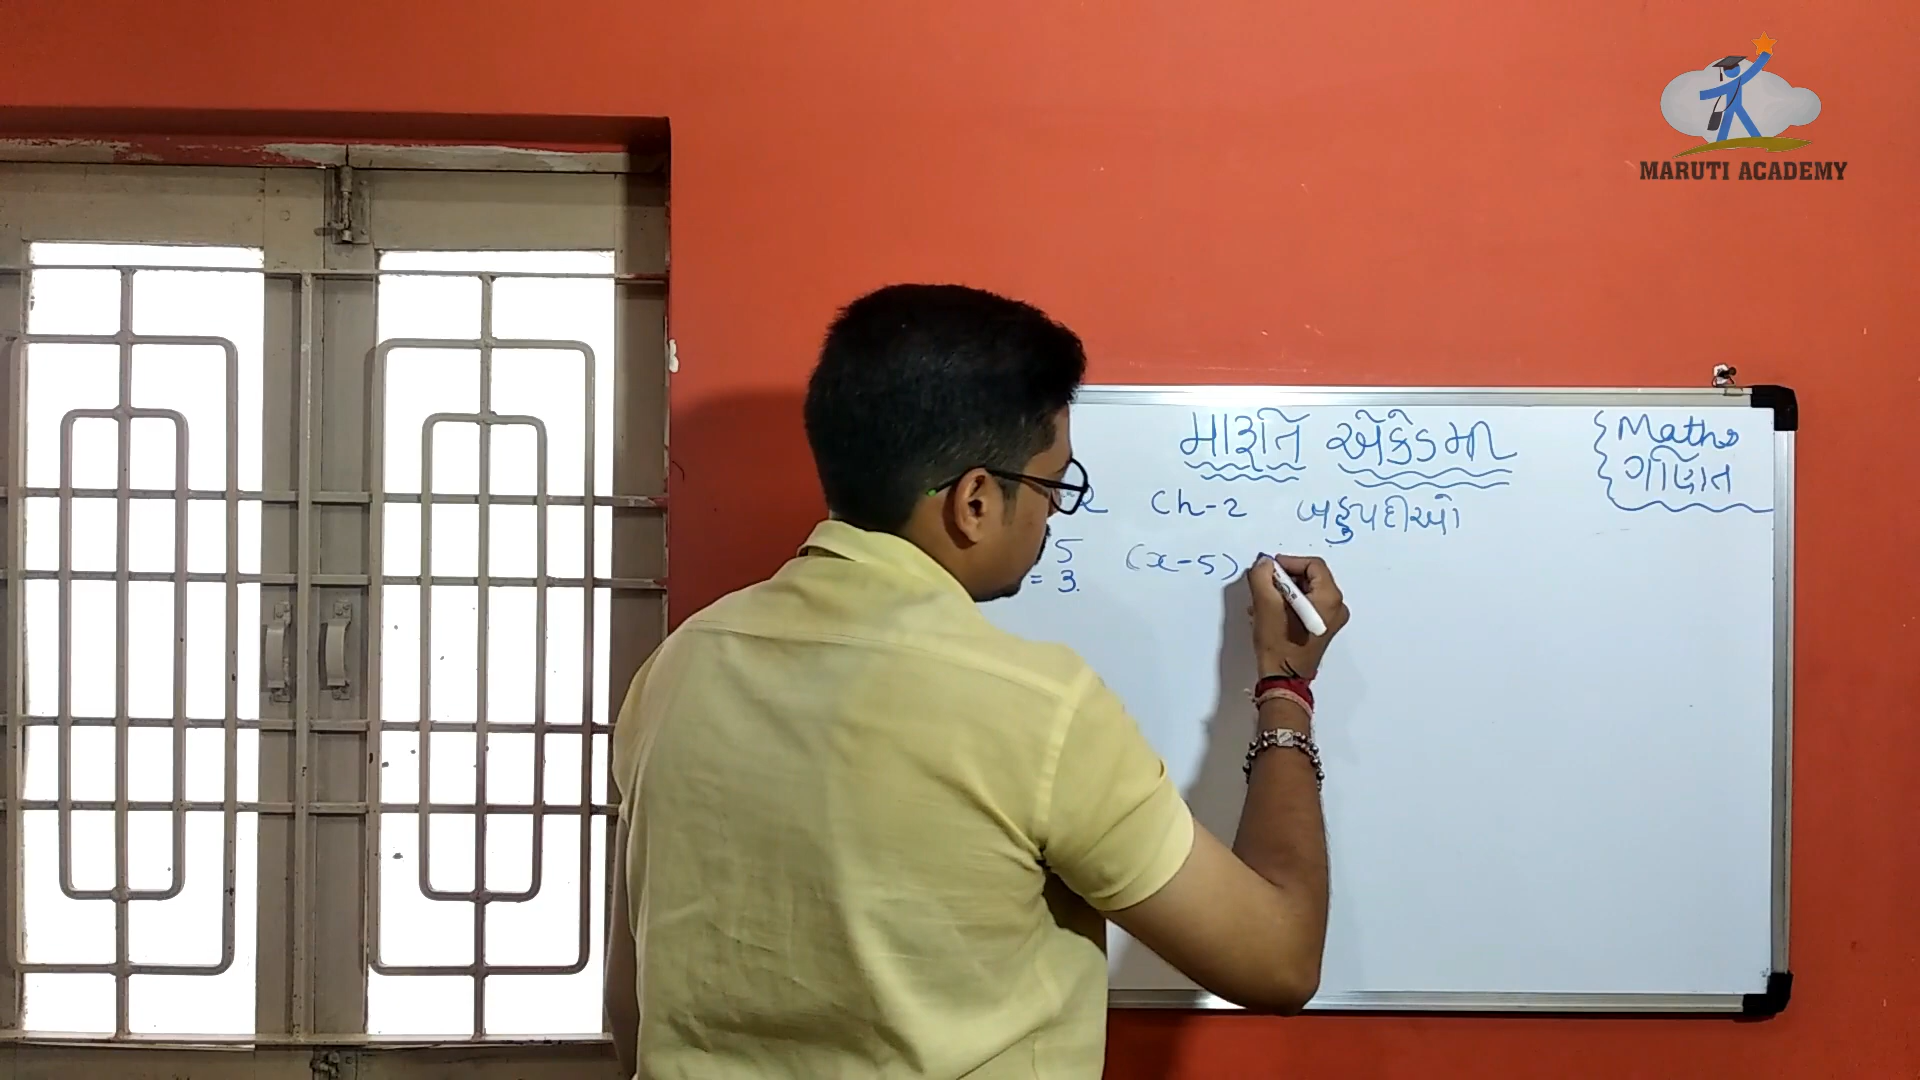 MARUTI ACADEMY
મારૂતિ એકેડમી
Maths
ગણિત
Ch-2 બહુપદીઓ
5 (x-5)
= 3.